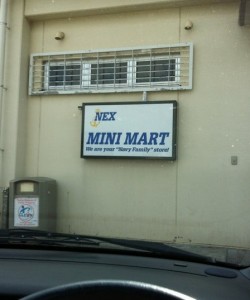 NEX
MINI MART
We are your "Navy Family" store!